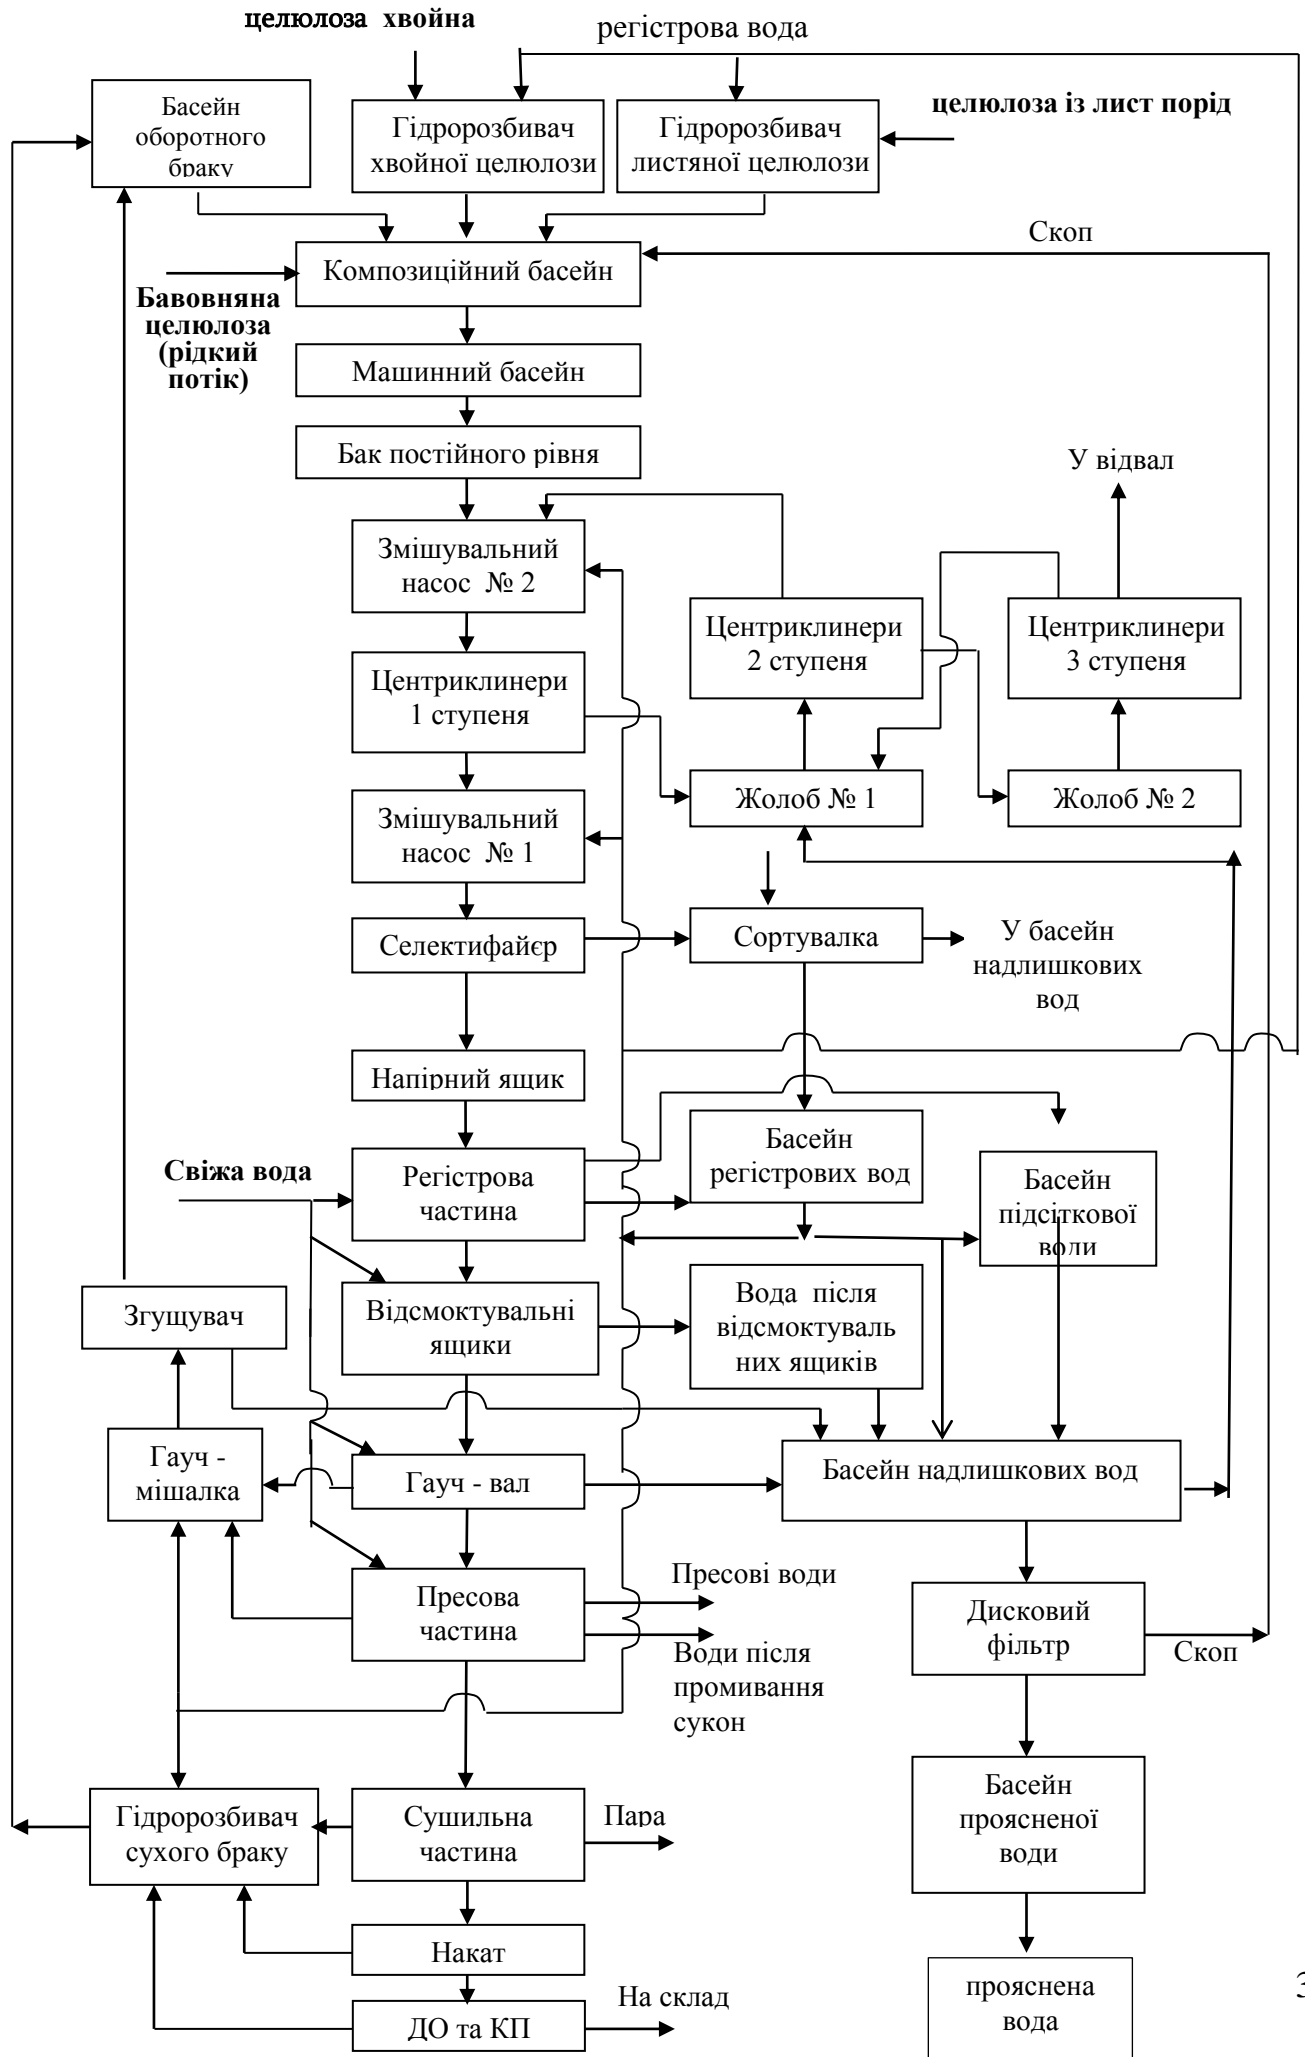 целюлоза хвойна
регістрова вода
Басейн
оборотного
браку
Гідророзбивач
хвойної целюлози
Гідророзбивач
листяної целюлози
целюлоза із лист порід
Скоп
Композиційний басейн
Бавовняна
целюлоза
(рідкий
потік)
Машинний басейн
Бак постійного рівня
У відвал
Змішувальний
насос № 2
Центриклинери
2 ступеня
Центриклинери
3 ступеня
Центриклинери
1 ступеня
Жолоб № 1
Жолоб № 2
Змішувальний
насос № 1
Селектифайєр
Сортувалка
У басейн
надлишкових
вод
Напірний ящик
Басейн
регістрових вод
Свіжа вода
Регістрова
частина
Басейн
підсіткової
води
Згущувач
Відсмоктувальні
ящики
Вода після
відсмоктуваль
них ящиків
Гауч -
мішалка
Гауч - вал
Басейн надлишкових вод
Пресова
частина
Пресові води
Води після
промивання
сукон
Дисковий
фільтр
Скоп
Басейн
проясненої
води
Гідророзбивач
сухого браку
Сушильна
частина
Пара
Накат
ДО та КП
На склад
прояснена
вода